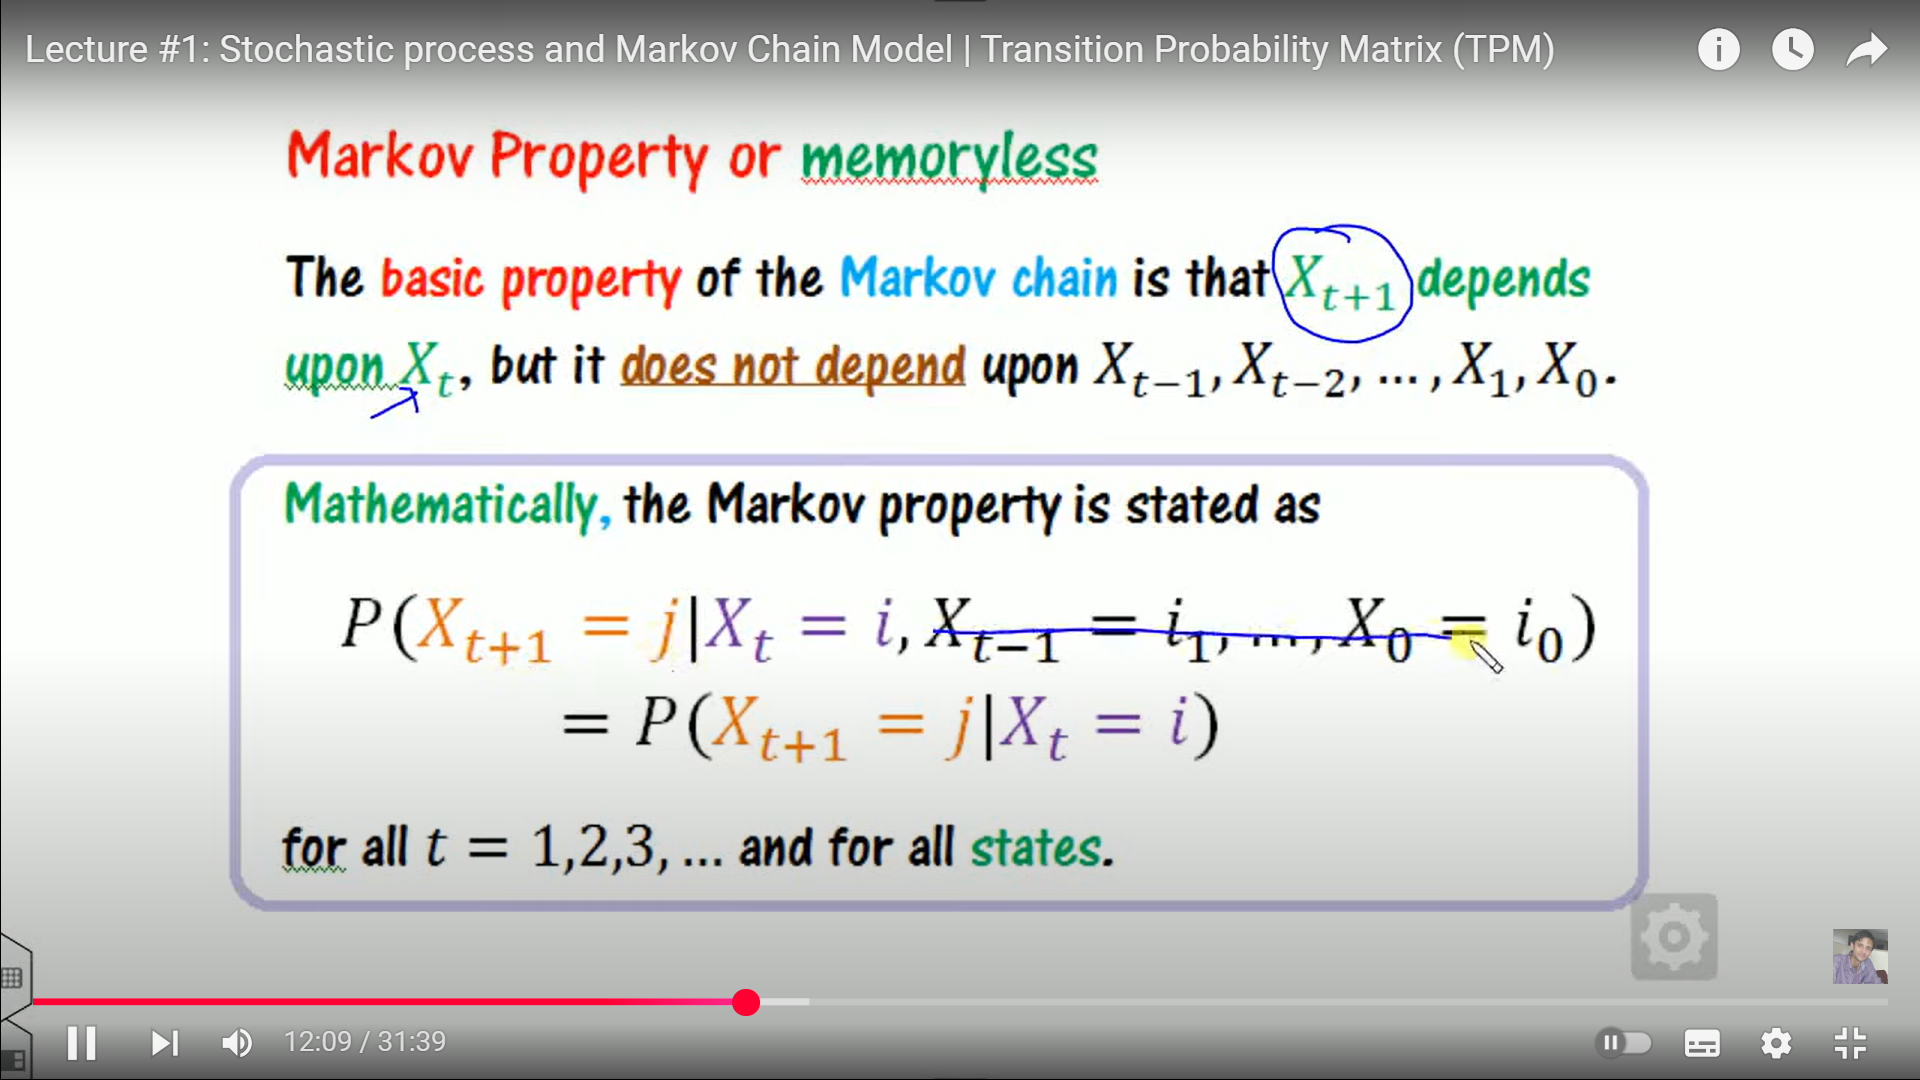 Lecture #1: Stochastic process and Markov Chain Model | Transition Probability Matrix (TPM)
Markov Property or memoryless
The basic property of the Markov chain is that X_{t+1} depends
upon X_t, but it does not depend upon X_{t−1}, X_{t−2}, … , X_1, X_0.
Mathematically, the Markov property is stated as
P(X_{t+1} = j|X_t = i, X_{t−1} = i_1, … , X_0 = i_0)
= P(X_{t+1} = j|X_t = i)
for all t = 1,2,3, … and for all states.
12:09 / 31:39